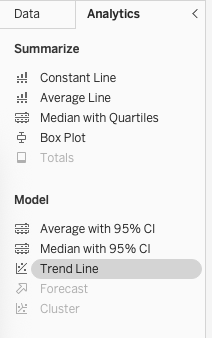 Data Analytics
Summarize
Constant Line
Average Line
Median with Quartiles
Box Plot
Totals
Model
Average with 95% CI
Median with 95% CI
Trend Line
Forecast
Cluster